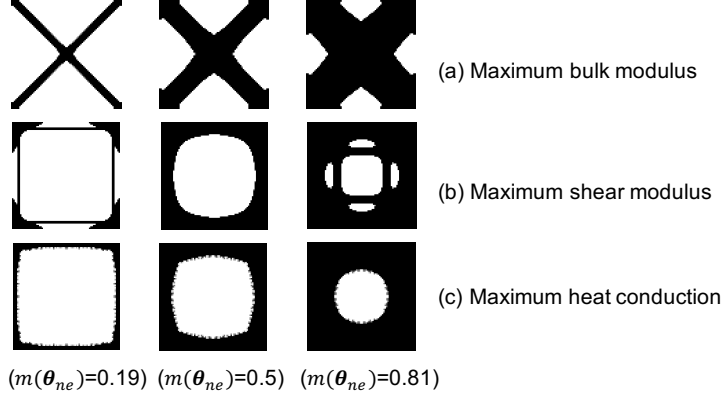 (a) Maximum bulk modulus
(b) Maximum shear modulus
(c) Maximum heat conduction
(m(θₙₑ)=0.19) (m(θₙₑ)=0.5) (m(θₙₑ)=0.81)